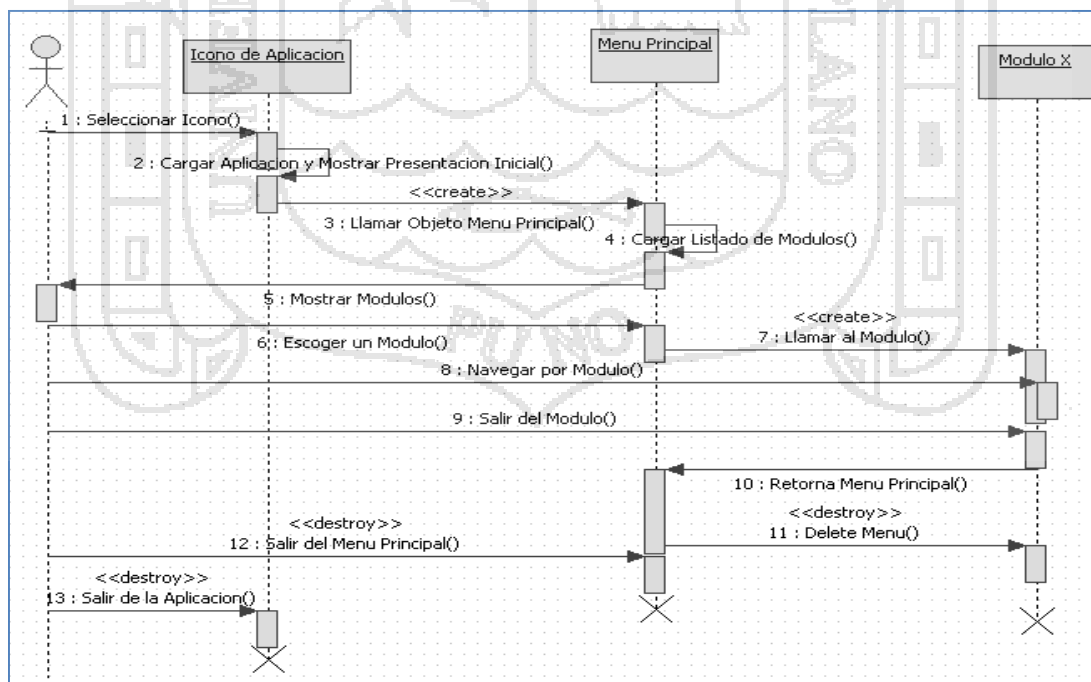 Icono de Aplicacion
Menu Principal
Modulo X
1 : Seleccionar Icono()
2 : Cargar Aplicacion y Mostrar Presentacion Inicial()
<<create>>
3 : Llamar Objeto Menu Principal()
4 : Cargar Listado de Modulos()
5 : Mostrar Modulos()
6 : Escoger un Modulo()
<<create>>
7 : Llamar al Modulo()
8 : Navegar por Modulo()
9 : Salir del Modulo()
10 : Retorna Menu Principal()
<<destroy>>
11 : Delete Menu()
<<destroy>>
12 : Salir del Menu Principal()
<<destroy>>
13 : Salir de la Aplicacion()
PUNO
PLANO